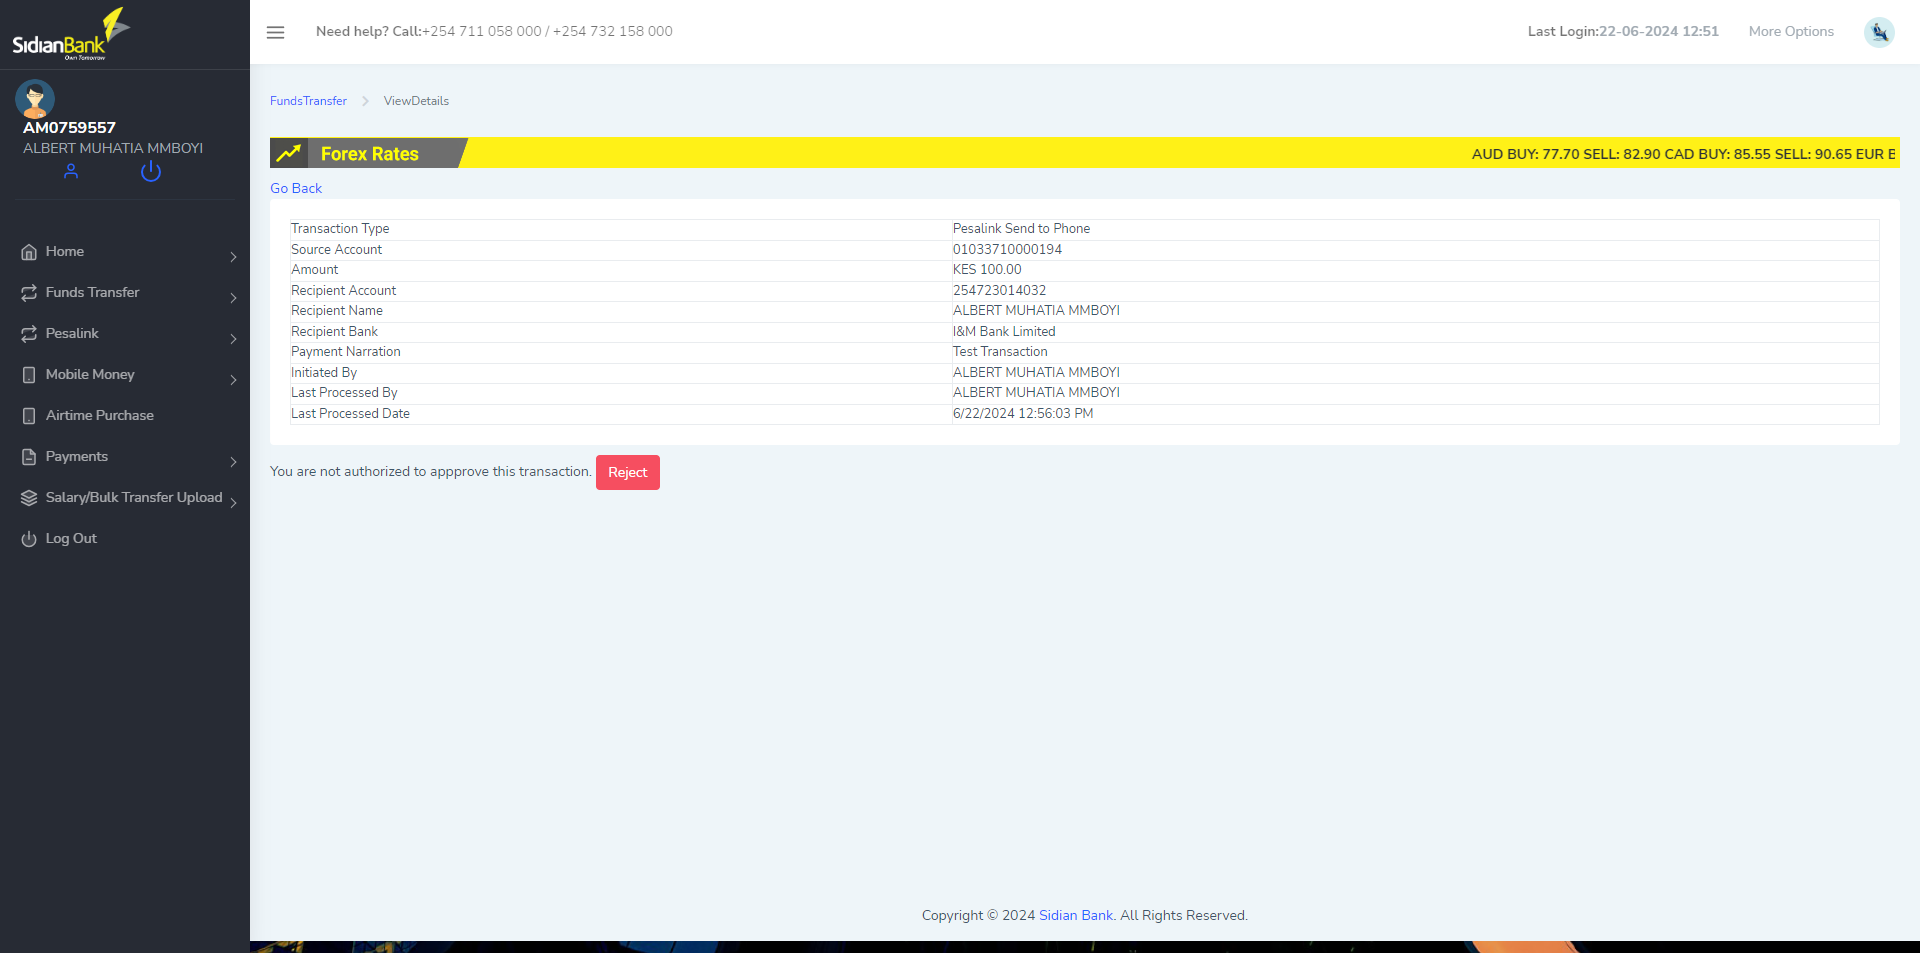 SidianBank
Own Tomorrow
AM0759557
ALBERT MUHATIA MMBOYI
Home
Funds Transfer
Pesalink
Mobile Money
Airtime Purchase
Payments
Salary/Bulk Transfer Upload
Log Out
Need help? Call:+254 711 058 000 / +254 732 158 000
Last Login:22-06-2024 12:51 More Options
FundsTransfer ViewDetails
Forex Rates AUD BUY: 77.70 SELL: 82.90 CAD BUY: 85.55 SELL: 90.65 EUR B
Go Back
Transaction Type Pesalink Send to Phone
Source Account 01033710000194
Amount KES 100.00
Recipient Account 254723014032
Recipient Name ALBERT MUHATIA MMBOYI
Recipient Bank I&M Bank Limited
Payment Narration Test Transaction
Initiated By ALBERT MUHATIA MMBOYI
Last Processed By ALBERT MUHATIA MMBOYI
Last Processed Date 6/22/2024 12:56:03 PM
You are not authorized to appprove this transaction. Reject
Copyright © 2024 Sidian Bank. All Rights Reserved.